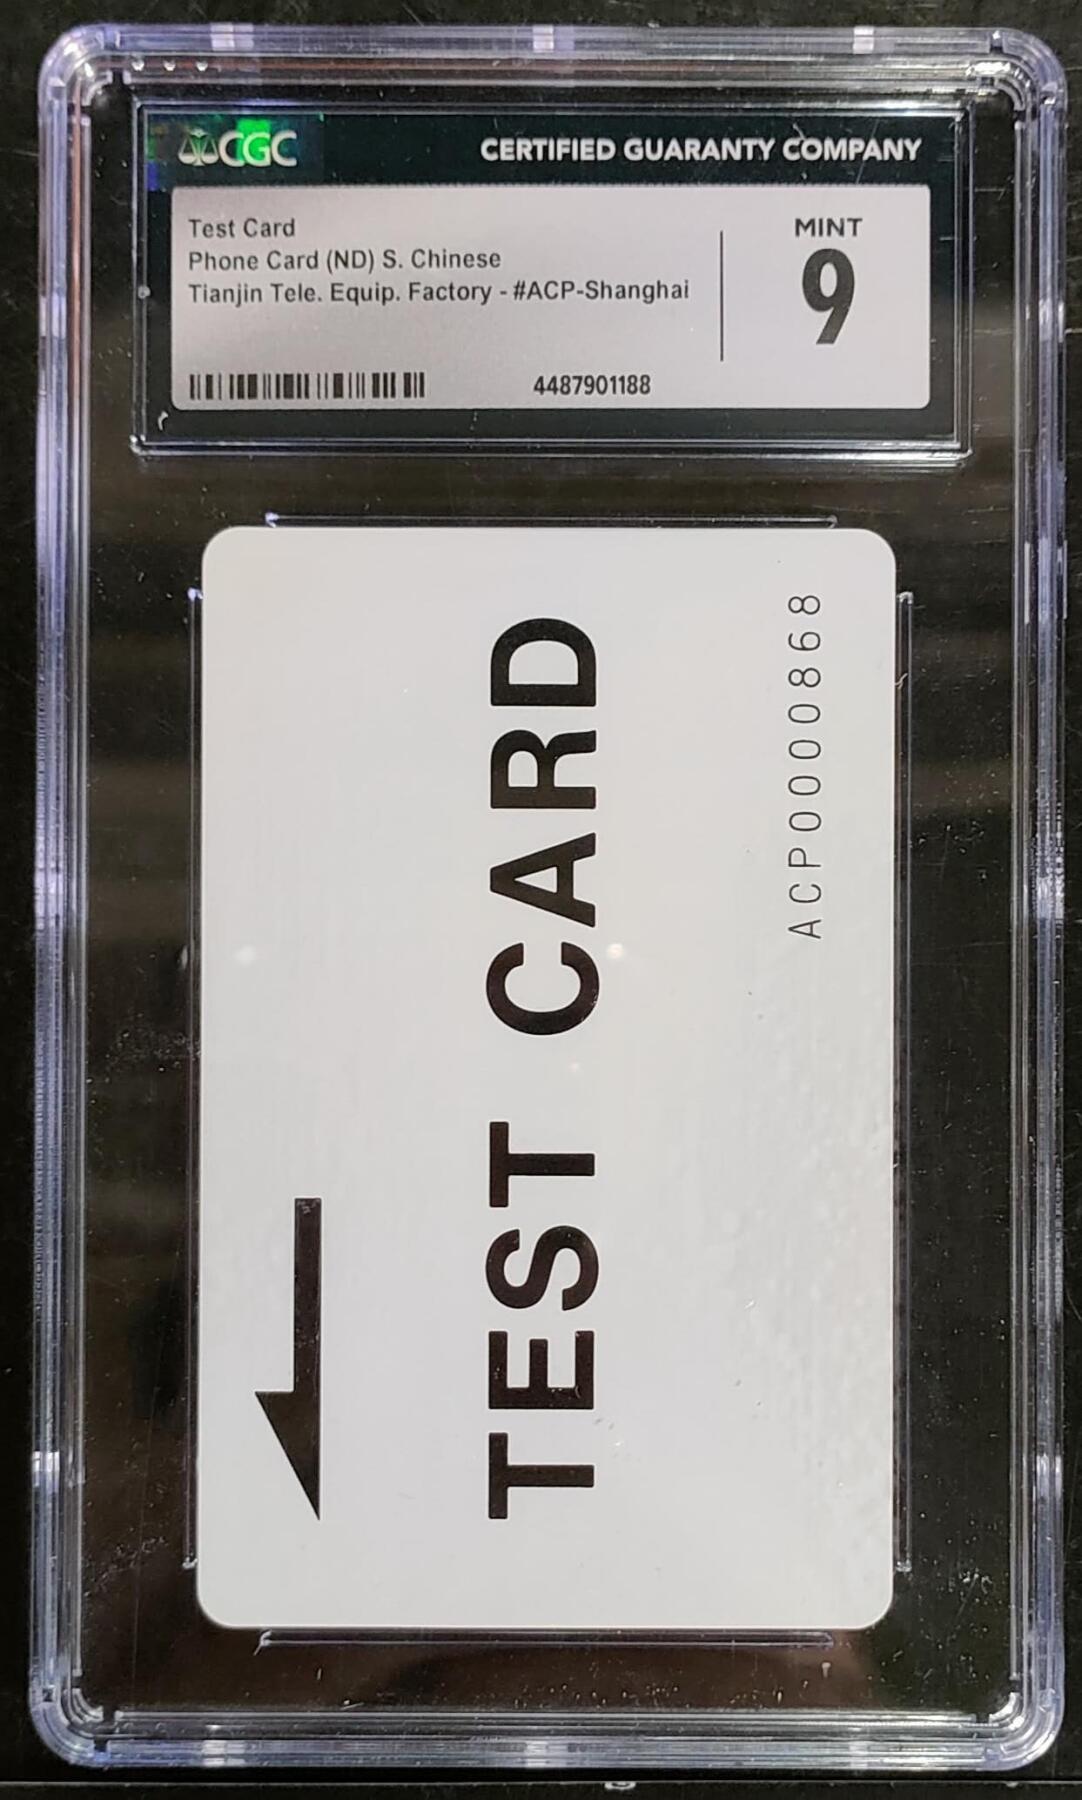 CGC
CERTIFIED GUARANTY COMPANY
Test Card
Phone Card (ND) S. Chinese
Tianjin Tele. Equip. Factory - #ACP-Shanghai
4487901188
MINT
9
TEST CARD
ACP0000868